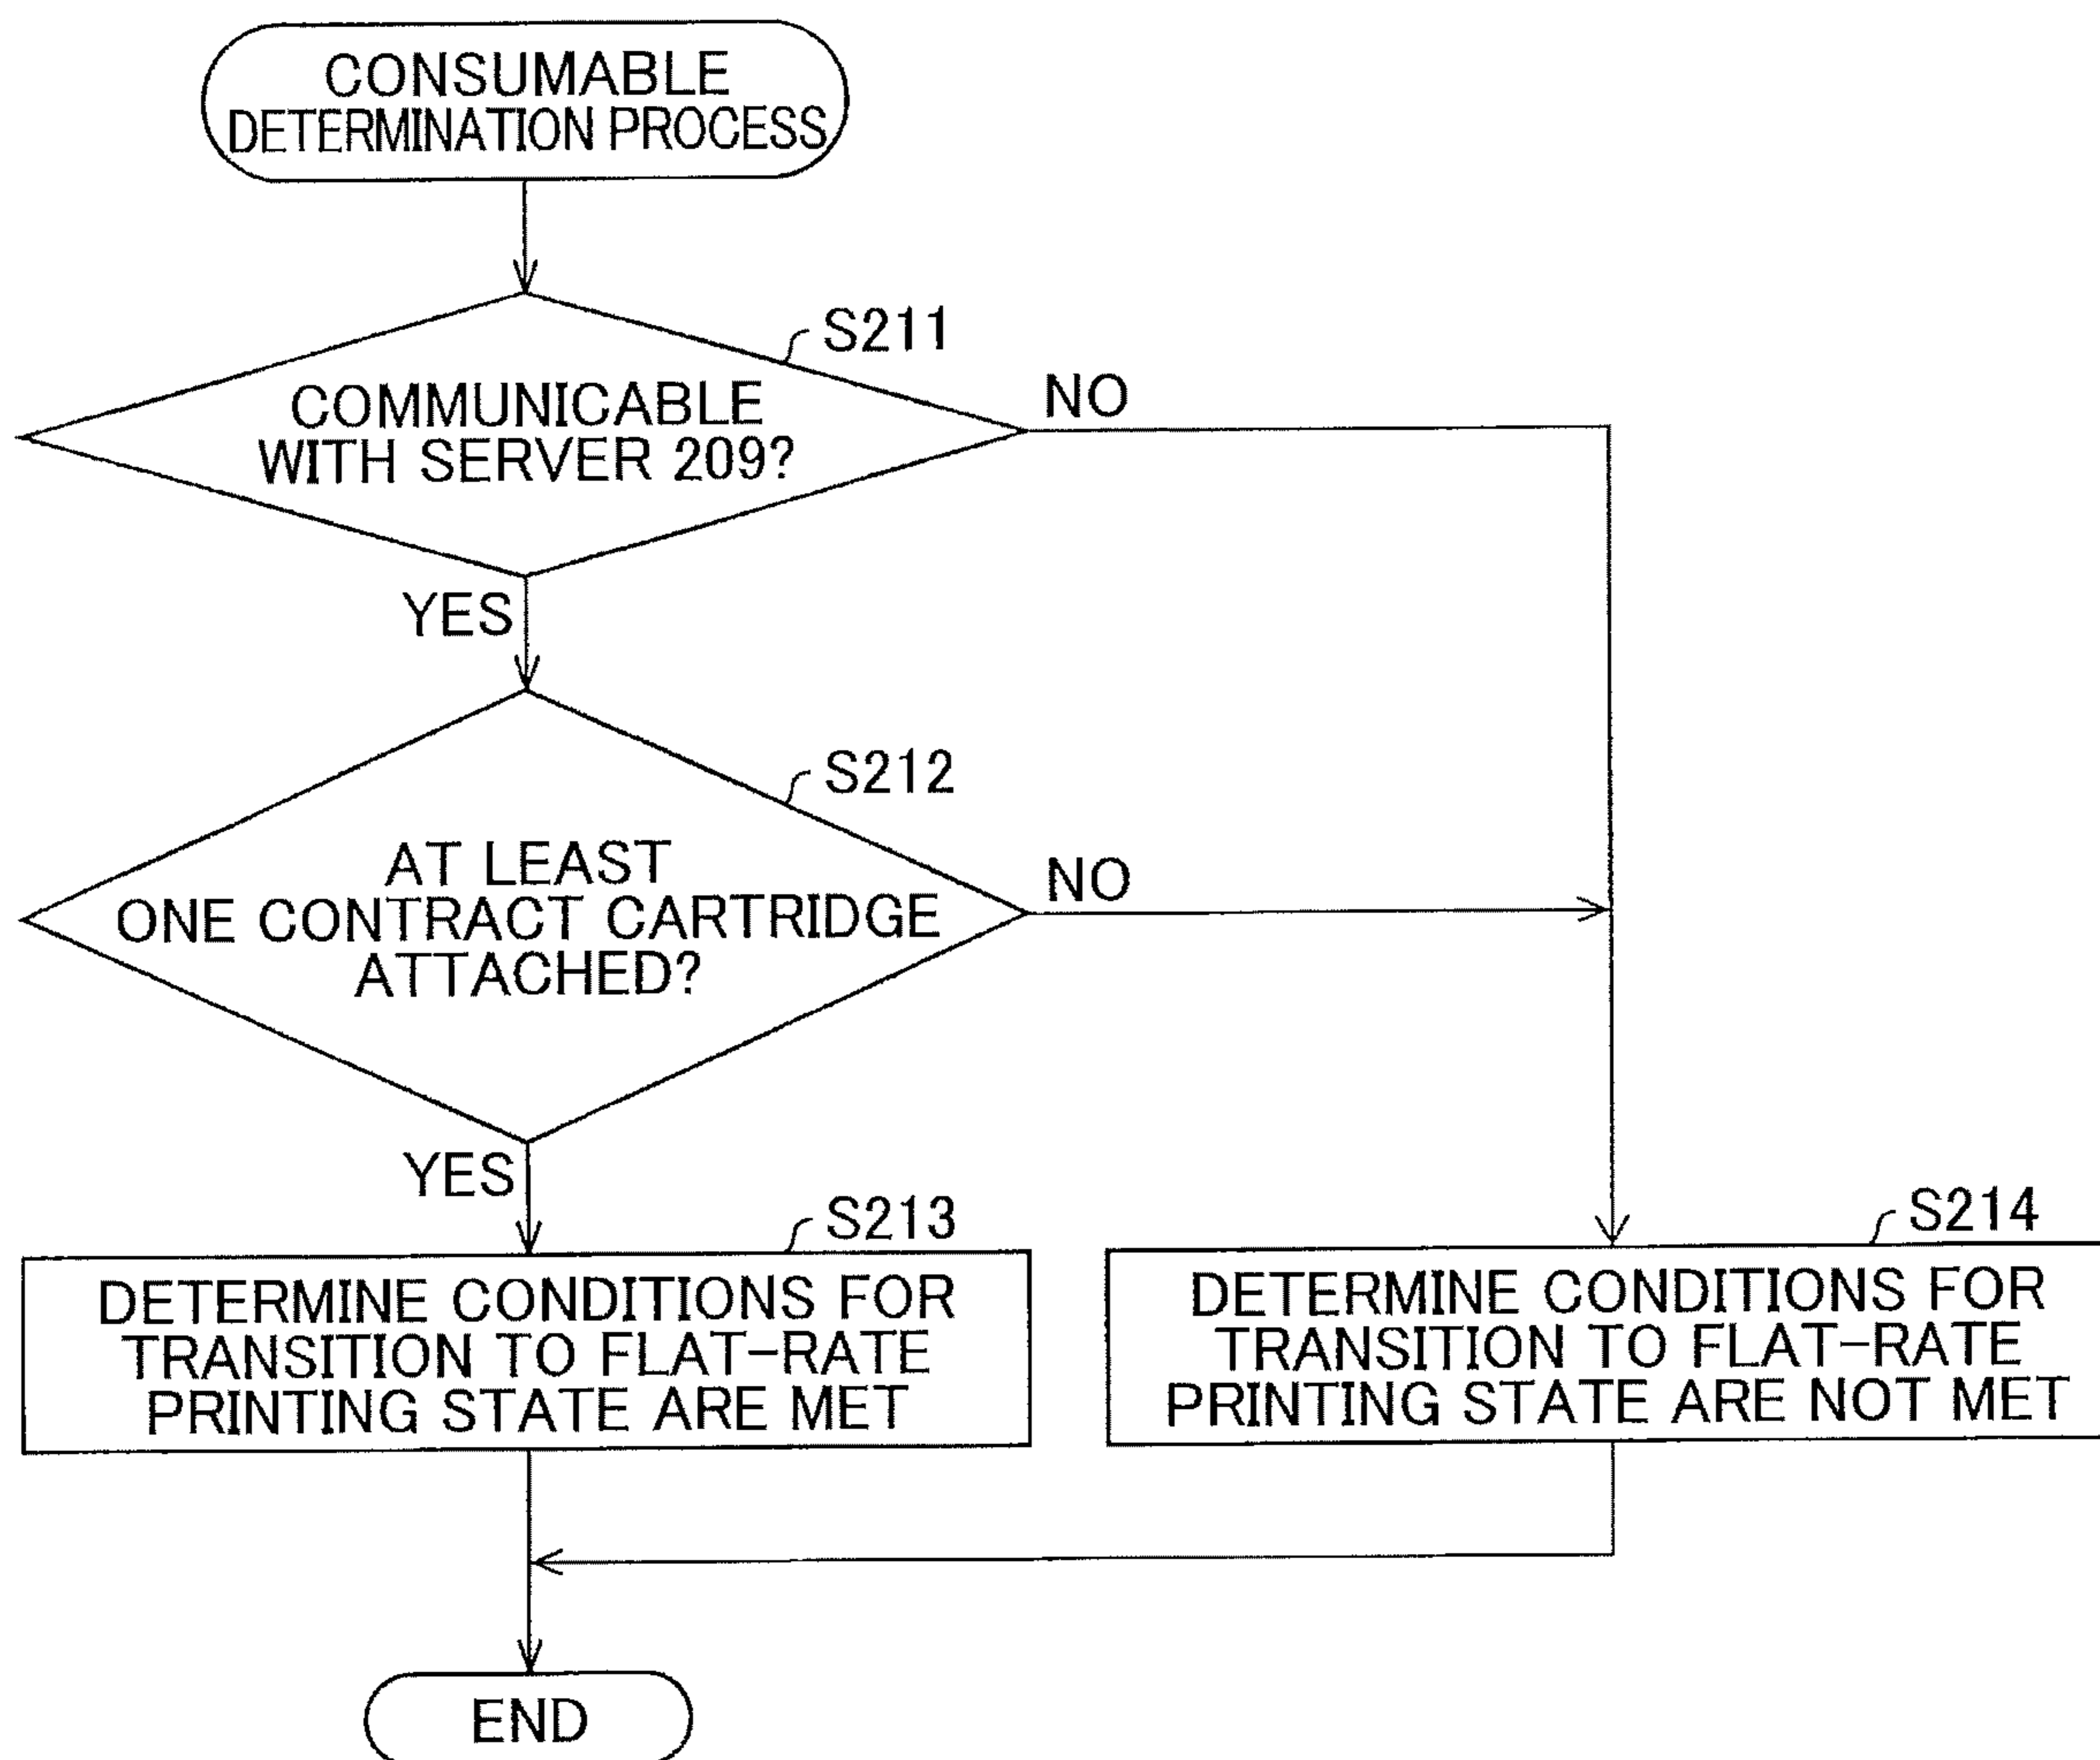 CONSUMABLE
DETERMINATION PROCESS
S211
COMMUNICABLE
WITH SERVER 209?
NO
YES
S212
AT LEAST
ONE CONTRACT CARTRIDGE
ATTACHED?
NO
YES
S213
DETERMINE CONDITIONS FOR
TRANSITION TO FLAT-RATE
PRINTING STATE ARE MET
S214
DETERMINE CONDITIONS FOR
TRANSITION TO FLAT-RATE
PRINTING STATE ARE NOT MET
END